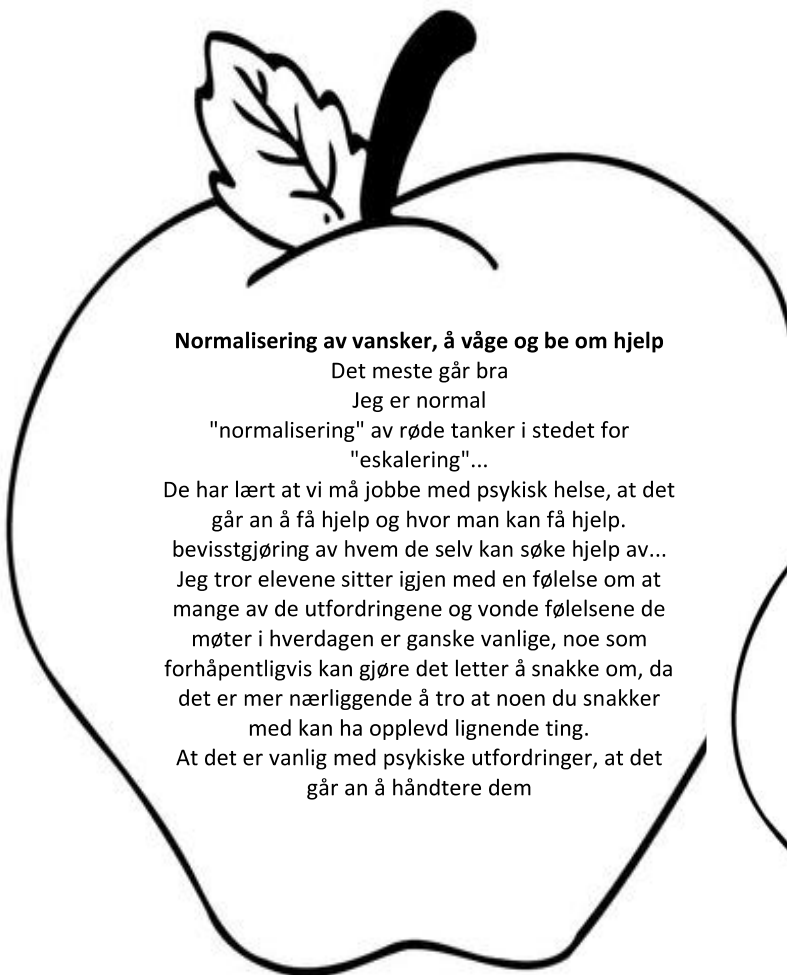 Normalisering av vansker, å våge og be om hjelp
Det meste går bra
Jeg er normal
"normalisering" av røde tanker i stedet for
"eskalering"...
De har lært at vi må jobbe med psykisk helse, at det
går an å få hjelp og hvor man kan få hjelp.
bevisstgjøring av hvem de selv kan søke hjelp av...
Jeg tror elevene sitter igjen med en følelse om at
mange av de utfordringene og vonde følelsene de
møter i hverdagen er ganske vanlige, noe som
forhåpentligvis kan gjøre det letter å snakke om, da
det er mer nærliggende å tro at noen du snakker
med kan ha opplevd lignende ting.
At det er vanlig med psykiske utfordringer, at det
går an å håndtere dem